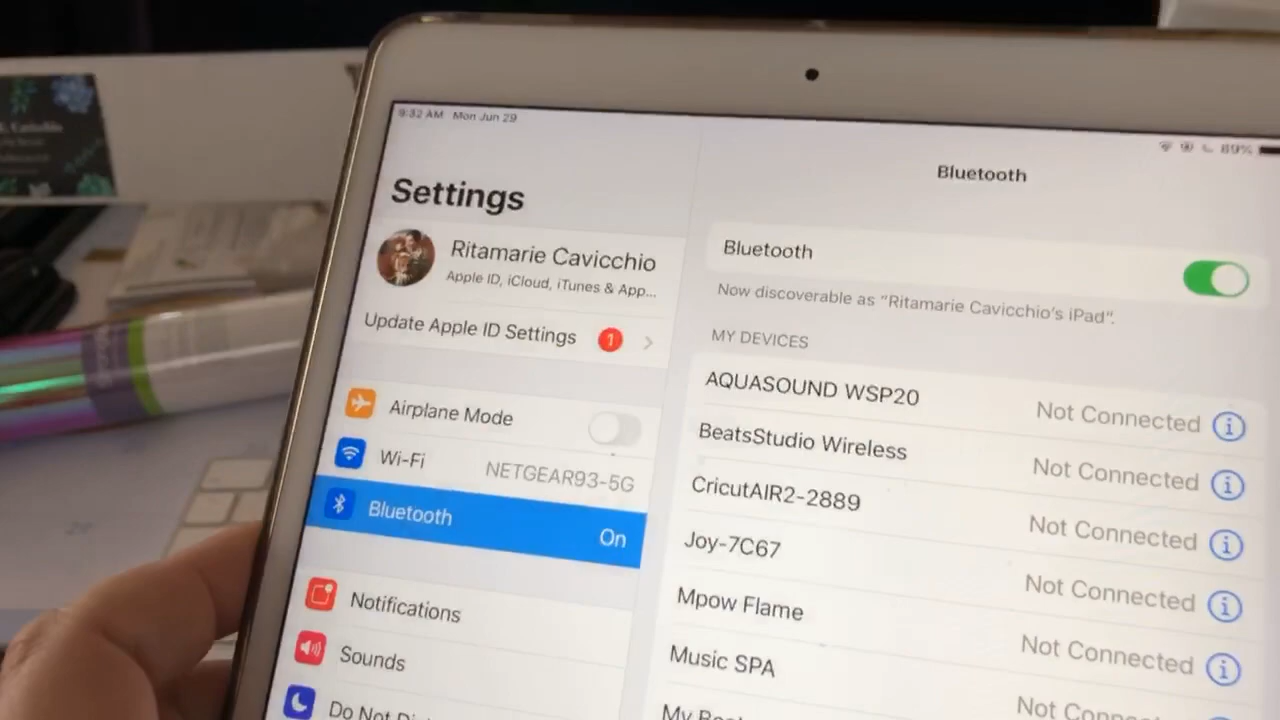 9:32 AM Mon Jun 29
89%
Settings
Ritamarie Cavicchio
Apple ID, iCloud, iTunes & App...
Update Apple ID Settings
1
Airplane Mode
Wi-Fi NETGEAR93-5G
Bluetooth On
Notifications
Sounds
Do Not
Bluetooth
Bluetooth
Now discoverable as “Ritamarie Cavicchio’s iPad”.
MY DEVICES
AQUASOUND WSP20 Not Connected
BeatsStudio Wireless Not Connected
CricutAIR2-2889 Not Connected
Joy-7C67 Not Connected
Mpow Flame Not Connected
Music SPA Not
My